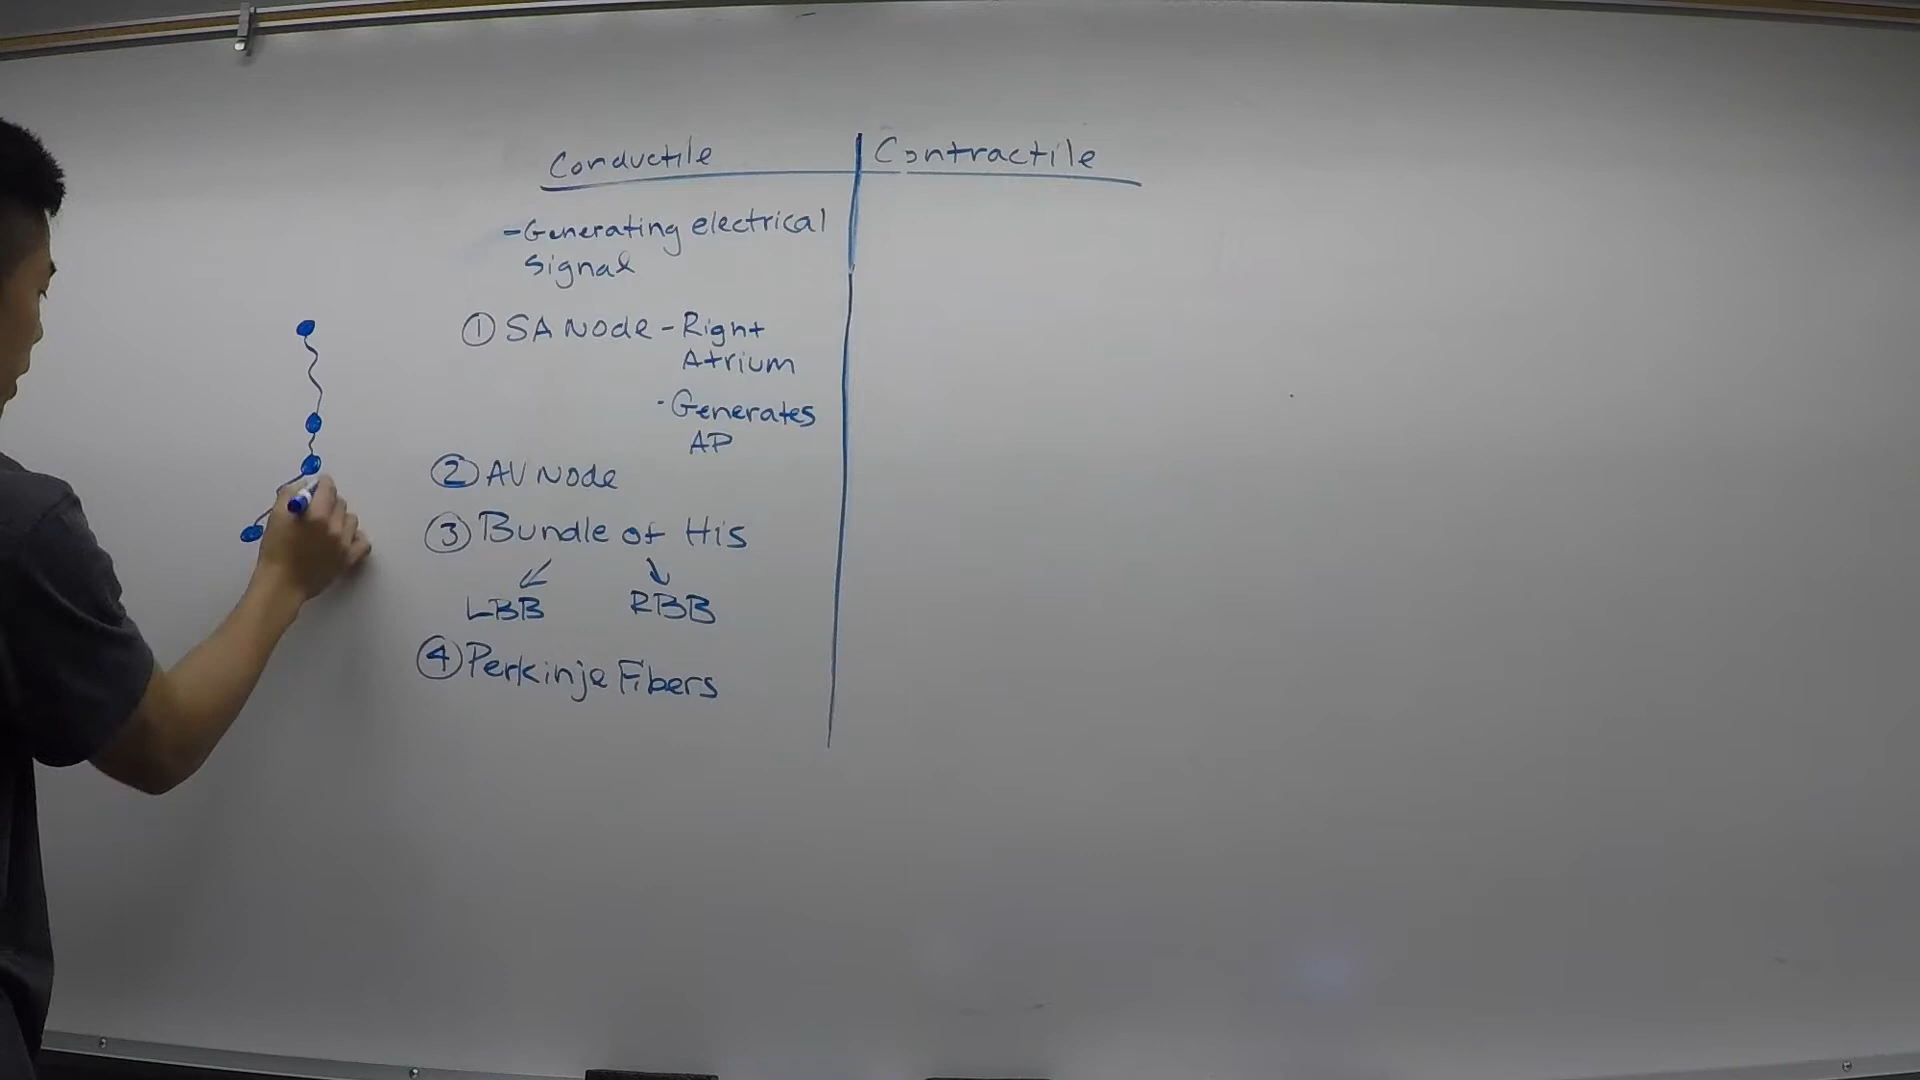 Conductile
Contractile
-Generating electrical
signal
① SA Node - Right
Atrium
- Generates
AP
② AV Node
③ Bundle of His
LBB RBB
④ Perkinje Fibers